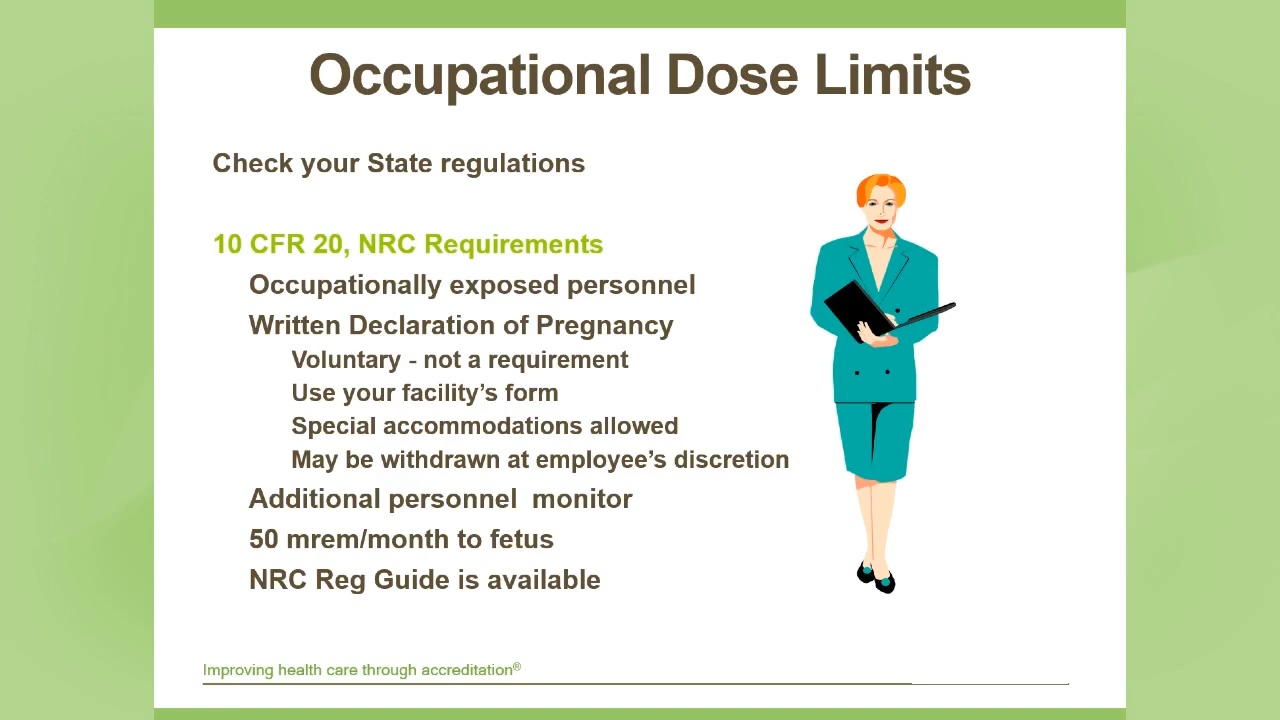 Occupational Dose Limits
Check your State regulations
10 CFR 20, NRC Requirements
Occupationally exposed personnel
Written Declaration of Pregnancy
Voluntary - not a requirement
Use your facility’s form
Special accommodations allowed
May be withdrawn at employee’s discretion
Additional personnel  monitor
50 mrem/month to fetus
NRC Reg Guide is available
Improving health care through accreditation®